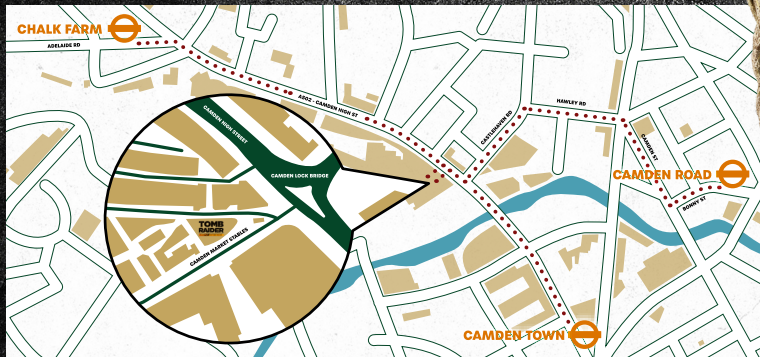 CHALK FARM
ADELAIDE RD
A502 - CAMDEN HIGH ST
HAWLEY RD
CASTLEHAVEN RD
CAMDEN ST
CAMDEN ROAD
BONNY ST
CAMDEN HIGH STREET
CAMDEN LOCK BRIDGE
TOMB
RAIDER
CAMDEN MARKET STABLES
CAMDEN TOWN